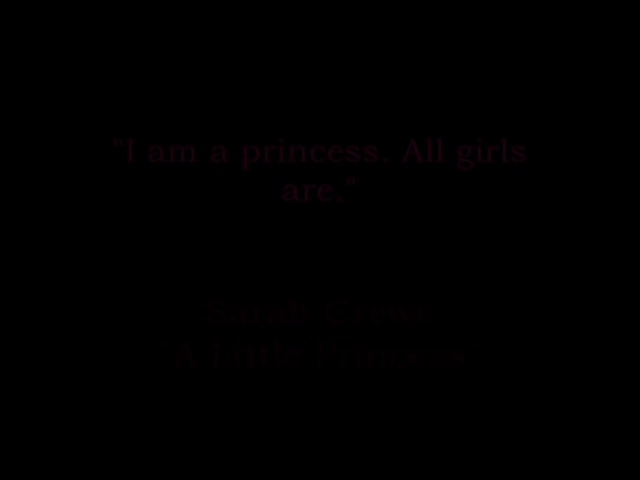 "I am a princess. All girls
are."
Sarah Crewe
"A Little Princess"